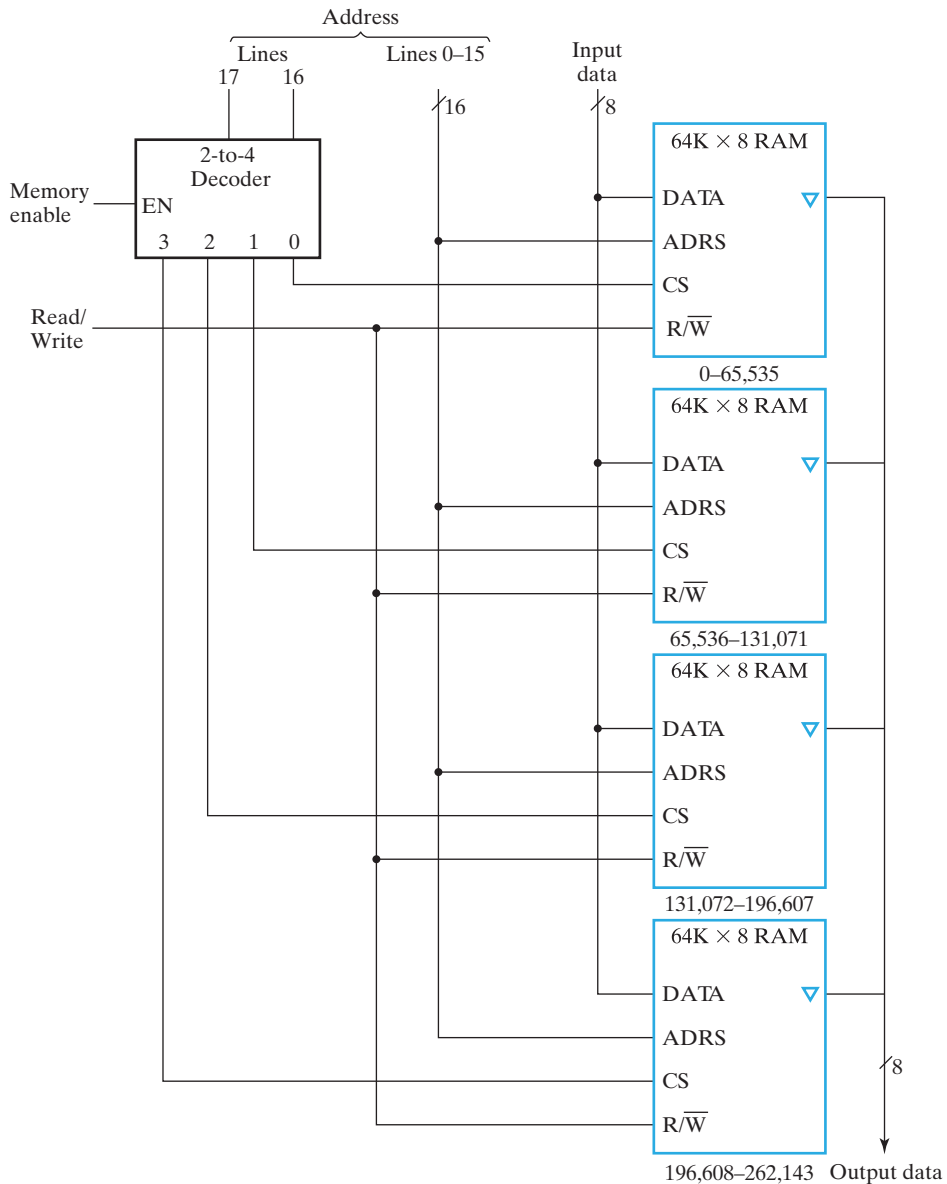 Address
Lines
Lines 0–15
Input
data
17 16
16
8
2-to-4
Decoder
Memory
enable
EN
3 2 1 0
Read/
Write
64K × 8 RAM
DATA
ADRS
CS
R/W̅
0–65,535
64K × 8 RAM
DATA
ADRS
CS
R/W̅
65,536–131,071
64K × 8 RAM
DATA
ADRS
CS
R/W̅
131,072–196,607
64K × 8 RAM
DATA
ADRS
CS
R/W̅
8
196,608–262,143
Output data